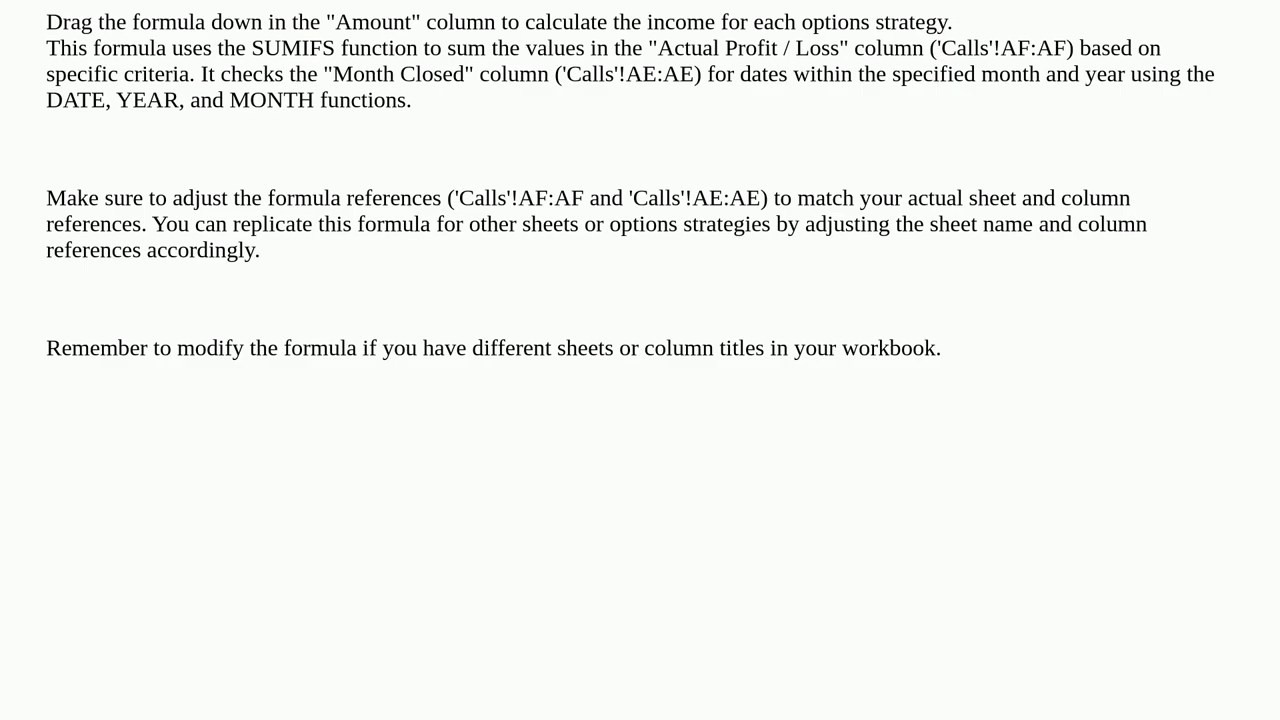 Drag the formula down in the "Amount" column to calculate the income for each options strategy.
This formula uses the SUMIFS function to sum the values in the "Actual Profit / Loss" column ('Calls'!AF:AF) based on
specific criteria. It checks the "Month Closed" column ('Calls'!AE:AE) for dates within the specified month and year using the
DATE, YEAR, and MONTH functions.
Make sure to adjust the formula references ('Calls'!AF:AF and 'Calls'!AE:AE) to match your actual sheet and column
references. You can replicate this formula for other sheets or options strategies by adjusting the sheet name and column
references accordingly.
Remember to modify the formula if you have different sheets or column titles in your workbook.